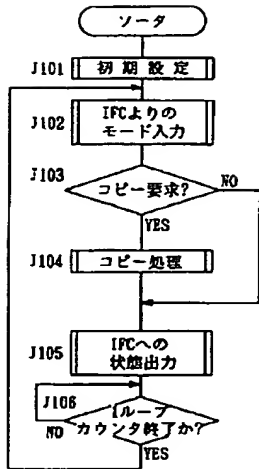 ソータ
J101
初期設定
J102
IFCよりの
モード入力
J103
コピー要求?
NO
YES
J104
コピー処理
J105
IFCへの
状態出力
J106
1ループ
カウンタ終了か?
NO
YES